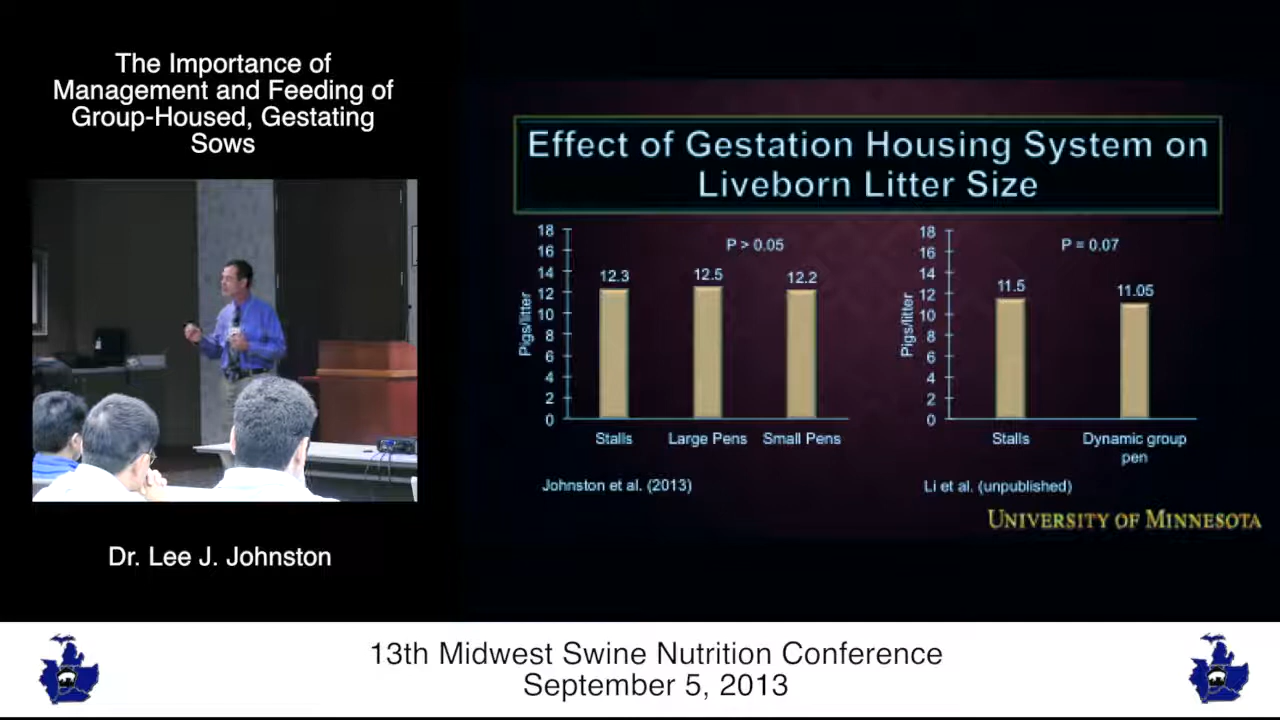 The Importance of
Management and Feeding of
Group-Housed, Gestating
Sows
Effect of Gestation Housing System on
Liveborn Litter Size
18
16
14
12
10
8
6
4
2
0
Pigs/litter
P > 0.05
12.3
12.5
12.2
Stalls
Large Pens
Small Pens
Johnston et al. (2013)
18
16
14
12
10
8
6
4
2
0
Pigs/litter
P = 0.07
11.5
11.05
Stalls
Dynamic group
pen
Li et al. (unpublished)
UNIVERSITY OF MINNESOTA
Dr. Lee J. Johnston
13th Midwest Swine Nutrition Conference
September 5, 2013